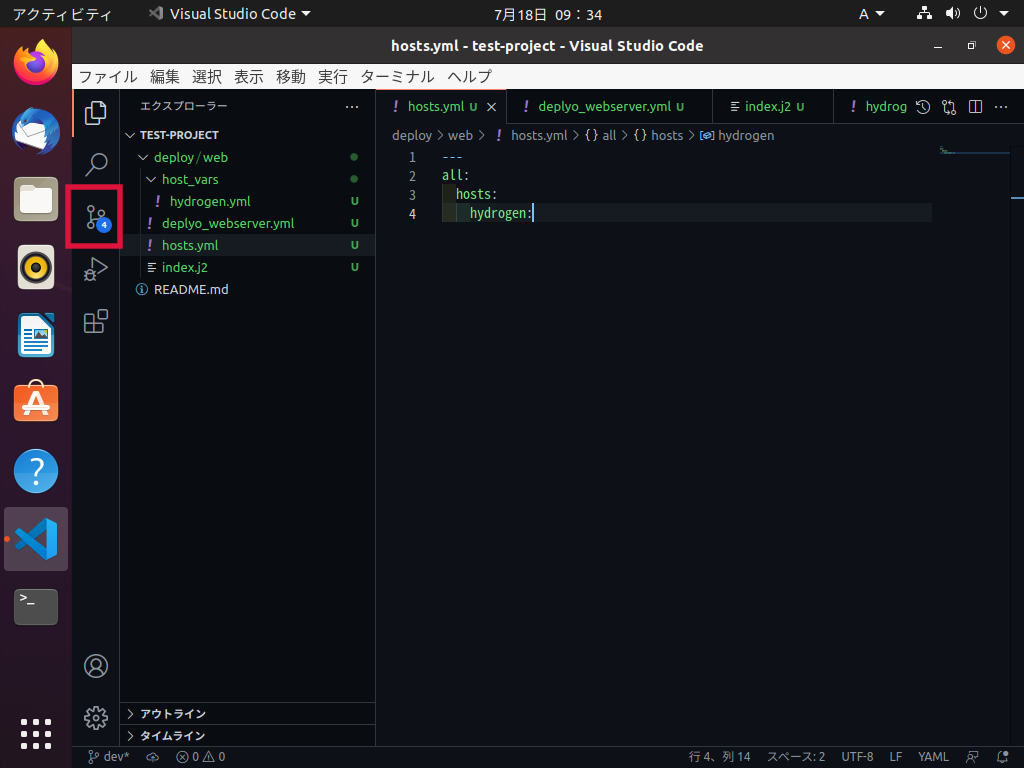 アクティビティ
Visual Studio Code
7月18日 09：34
A
hosts.yml - test-project - Visual Studio Code
ファイル 編集 選択 表示 移動 実行 ターミナル ヘルプ
エクスプローラー
TEST-PROJECT
deploy/web
host_vars
! hydrogen.yml U
! deplyo_webserver.yml U
! hosts.yml U
index.j2 U
README.md
アウトライン
タイムライン
4
! hosts.yml U
! deplyo_webserver.yml U
index.j2 U
! hydrog
deploy > web > ! hosts.yml > {} all > {} hosts > hydrogen
1 ---
2 all:
3 hosts:
4 hydrogen:
dev* 0 0
行 4、列 14 スペース: 2 UTF-8 LF YAML